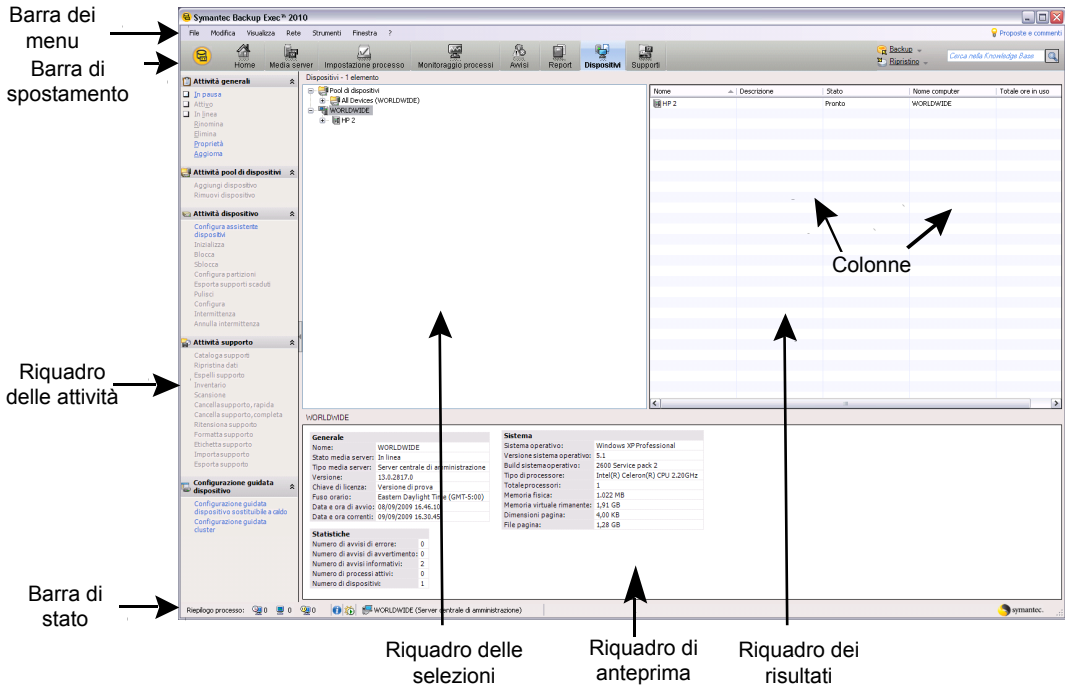 Barra dei
menu
Barra di
spostamento
Riquadro
delle attività
Barra di
stato
Symantec Backup Exec™ 2010
File Modifica Visualizza Rete Strumenti Finestra ?
Proposte e commenti
Home Media server Impostazione processo Monitoraggio processi Avvisi Report Dispositivi Supporti
Backup
Ripristino
Cerca nella Knowledge Base
Attività generali
In pausa
Attivo
In linea
Rinomina
Elimina
Proprietà
Aggiorna
Attività pool di dispositivi
Aggiungi dispositivo
Rimuovi dispositivo
Attività dispositivo
Configura assistente
dispositivi
Inizializza
Blocca
Sblocca
Configura partizioni
Esporta supporti scaduti
Pulisci
Configura
Intermittenza
Annulla intermittenza
Attività supporto
Cataloga supporti
Ripristina dati
Espelli supporto
Inventario
Scansione
Cancella supporto, rapida
Cancella supporto, completa
Ritensiona supporto
Formatta supporto
Etichetta supporto
Importa supporto
Esporta supporto
Configurazione guidata
dispositivo
Configurazione guidata
dispositivo sostituibile a caldo
Configurazione guidata
cluster
Dispositivi - 1 elemento
Pool di dispositivi
All Devices (WORLDWIDE)
WORLDWIDE
HP 2
Nome Descrizione Stato Nome computer Totale ore in uso
HP 2 Pronto WORLDWIDE
Colonne
WORLDWIDE
Generale
Nome: WORLDWIDE
Stato media server: In linea
Tipo media server: Server centrale di amministrazione
Versione: 13.0.2817.0
Chiave di licenza: Versione di prova
Fuso orario: Eastern Daylight Time (GMT-5:00)
Data e ora di avvio: 08/09/2009 16.46.10
Data e ora correnti: 09/09/2009 16.30.45
Statistiche
Numero di avvisi di errore: 0
Numero di avvisi di avvertimento: 0
Numero di avvisi informativi: 2
Numero di processi attivi: 0
Numero di dispositivi: 1
Sistema
Sistema operativo: Windows XP Professional
Versione sistema operativo: 5.1
Build sistema operativo: 2600 Service pack 2
Tipo di processore: Intel(R) Celeron(R) CPU 2.20GHz
Totale processori: 1
Memoria fisica: 1.022 MB
Memoria virtuale rimanente: 1,91 GB
Dimensioni pagina: 4,00 KB
File pagina: 1,28 GB
Riepilogo processo: 0 0 0 WORLDWIDE (Server centrale di amministrazione)
symantec.
Riquadro delle
selezioni
Riquadro di
anteprima
Riquadro dei
risultati